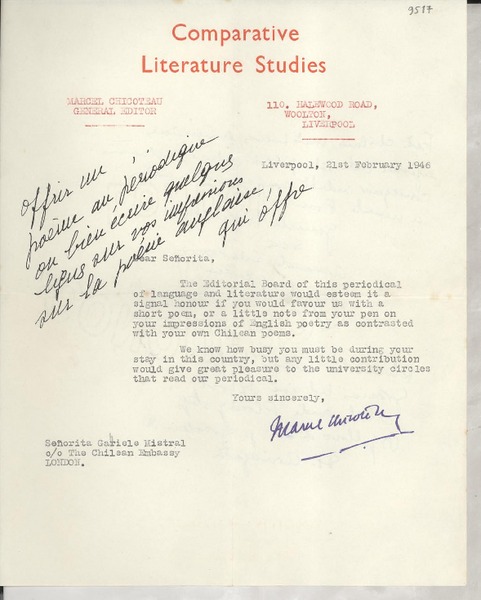 9517
Comparative
Literature Studies
MARCEL CHICOTEAU
GENERAL EDITOR
110. HALEWOOD ROAD,
WOOLTON,
LIVERPOOL
Liverpool, 21st February 1946
offrir un
poème au périodique
ou bien ecrire quelques
ligns sur vos impressions
sur la poésie anglaise
qui offre
Dear Señorita,
The Editorial Board of this periodical
of language and literature would esteem it a
signal honour if you would favour us with a
short poem, or a little note from your pen on
your impressions of English poetry as contrasted
with your own Chilean poems.
We know how busy you must be during your
stay in this country, but any little contribution
would give great pleasure to the university circles
that read our periodical.
Yours sincerely,
Marcel Chicoteau
Señorita Gariele Mistral
c/o The Chilean Embassy
LONDON.